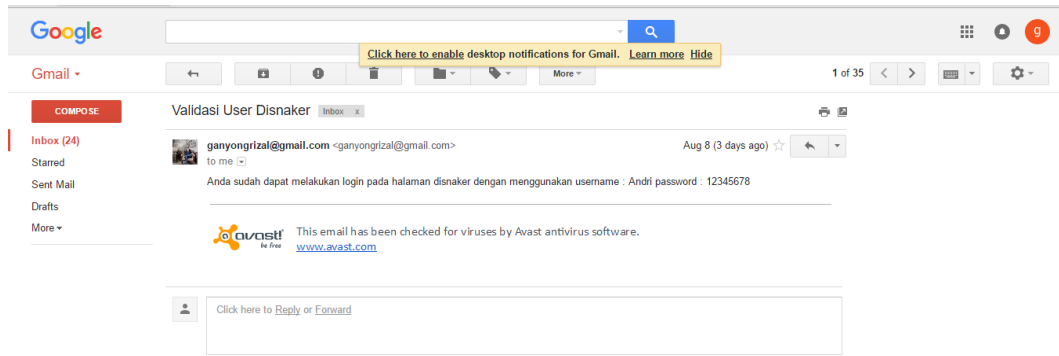 Google
Click here to enable desktop notifications for Gmail. Learn more Hide
g
Gmail
More
1 of 35
COMPOSE
Validasi User Disnaker
Inbox x
Inbox (24)
Starred
Sent Mail
Drafts
More
ganyongrizal@gmail.com <ganyongrizal@gmail.com>
Aug 8 (3 days ago)
to me
Anda sudah dapat melakukan login pada halaman disnaker dengan menggunakan username : Andri password : 12345678
avast!
be free
This email has been checked for viruses by Avast antivirus software.
www.avast.com
Click here to Reply or Forward